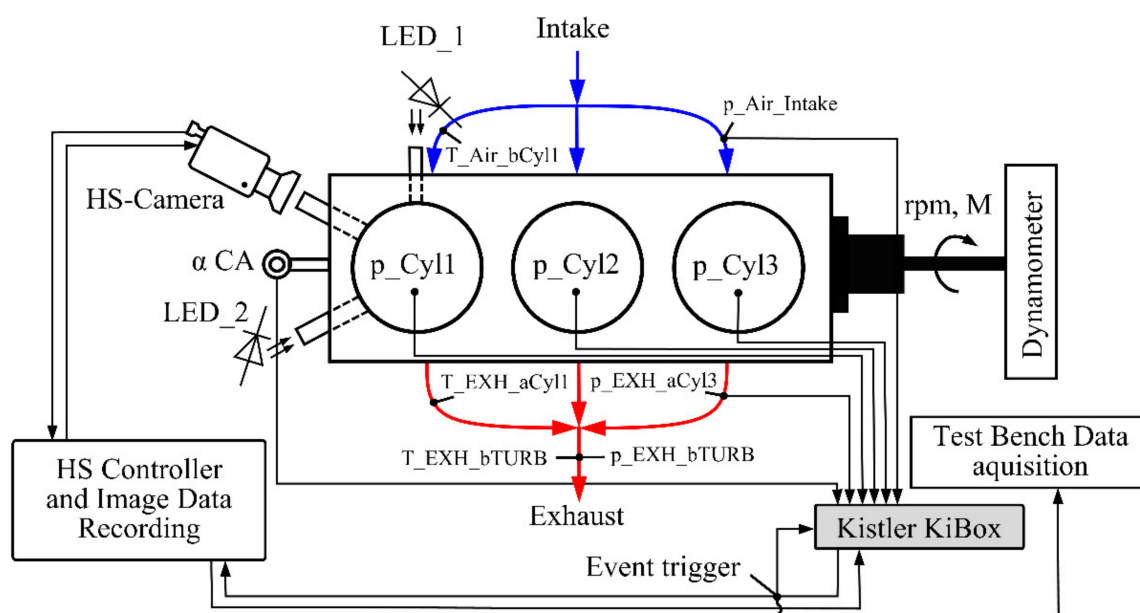 LED_1
Intake
p_Air_Intake
T_Air_bCyl1
HS-Camera
rpm, M
Dynamometer
α CA
p_Cyl1
p_Cyl2
p_Cyl3
LED_2
T_EXH_aCyl1
p_EXH_aCyl3
T_EXH_bTURB
p_EXH_bTURB
Test Bench Data
aquisition
HS Controller
and Image Data
Recording
Exhaust
Kistler KiBox
Event trigger